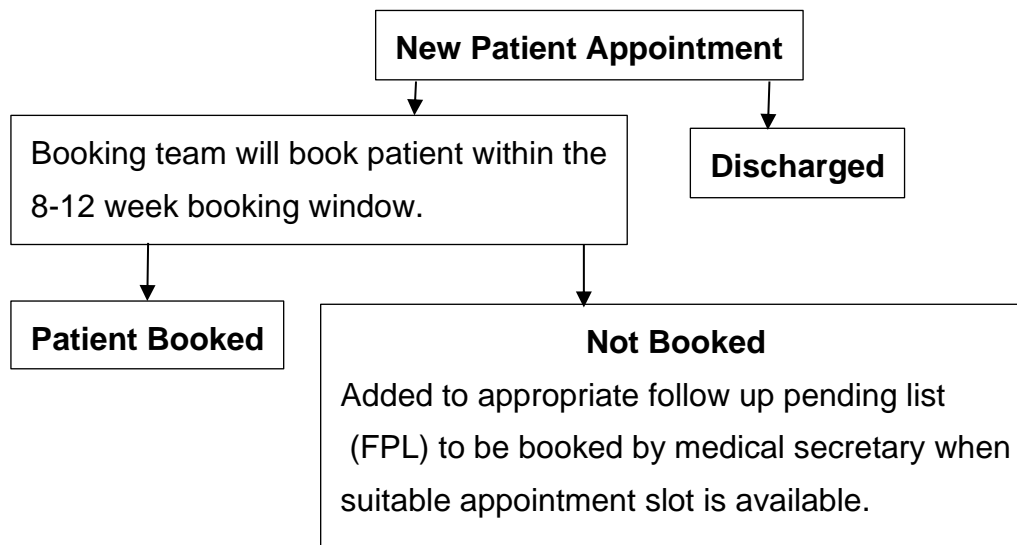 New Patient Appointment
Booking team will book patient within the
8-12 week booking window.
Discharged
Patient Booked
Not Booked
Added to appropriate follow up pending list
(FPL) to be booked by medical secretary when
suitable appointment slot is available.